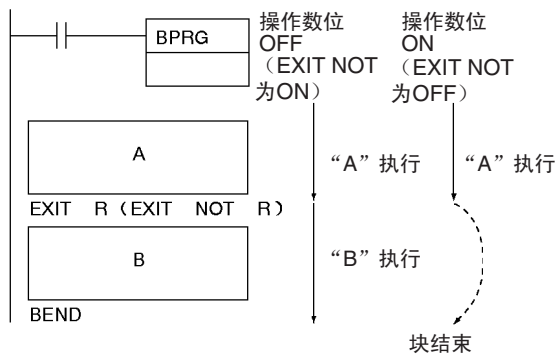 BPRG
操作数位
OFF
（EXIT NOT
为ON）
操作数位
ON
（EXIT NOT
为OFF）
A
“A”执行
“A”执行
EXIT R（EXIT NOT R）
B
“B”执行
BEND
块结束